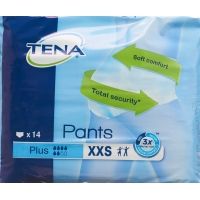 TENA
Soft comfort
Total security*
x 14
Pants
Plus
XXS
3x